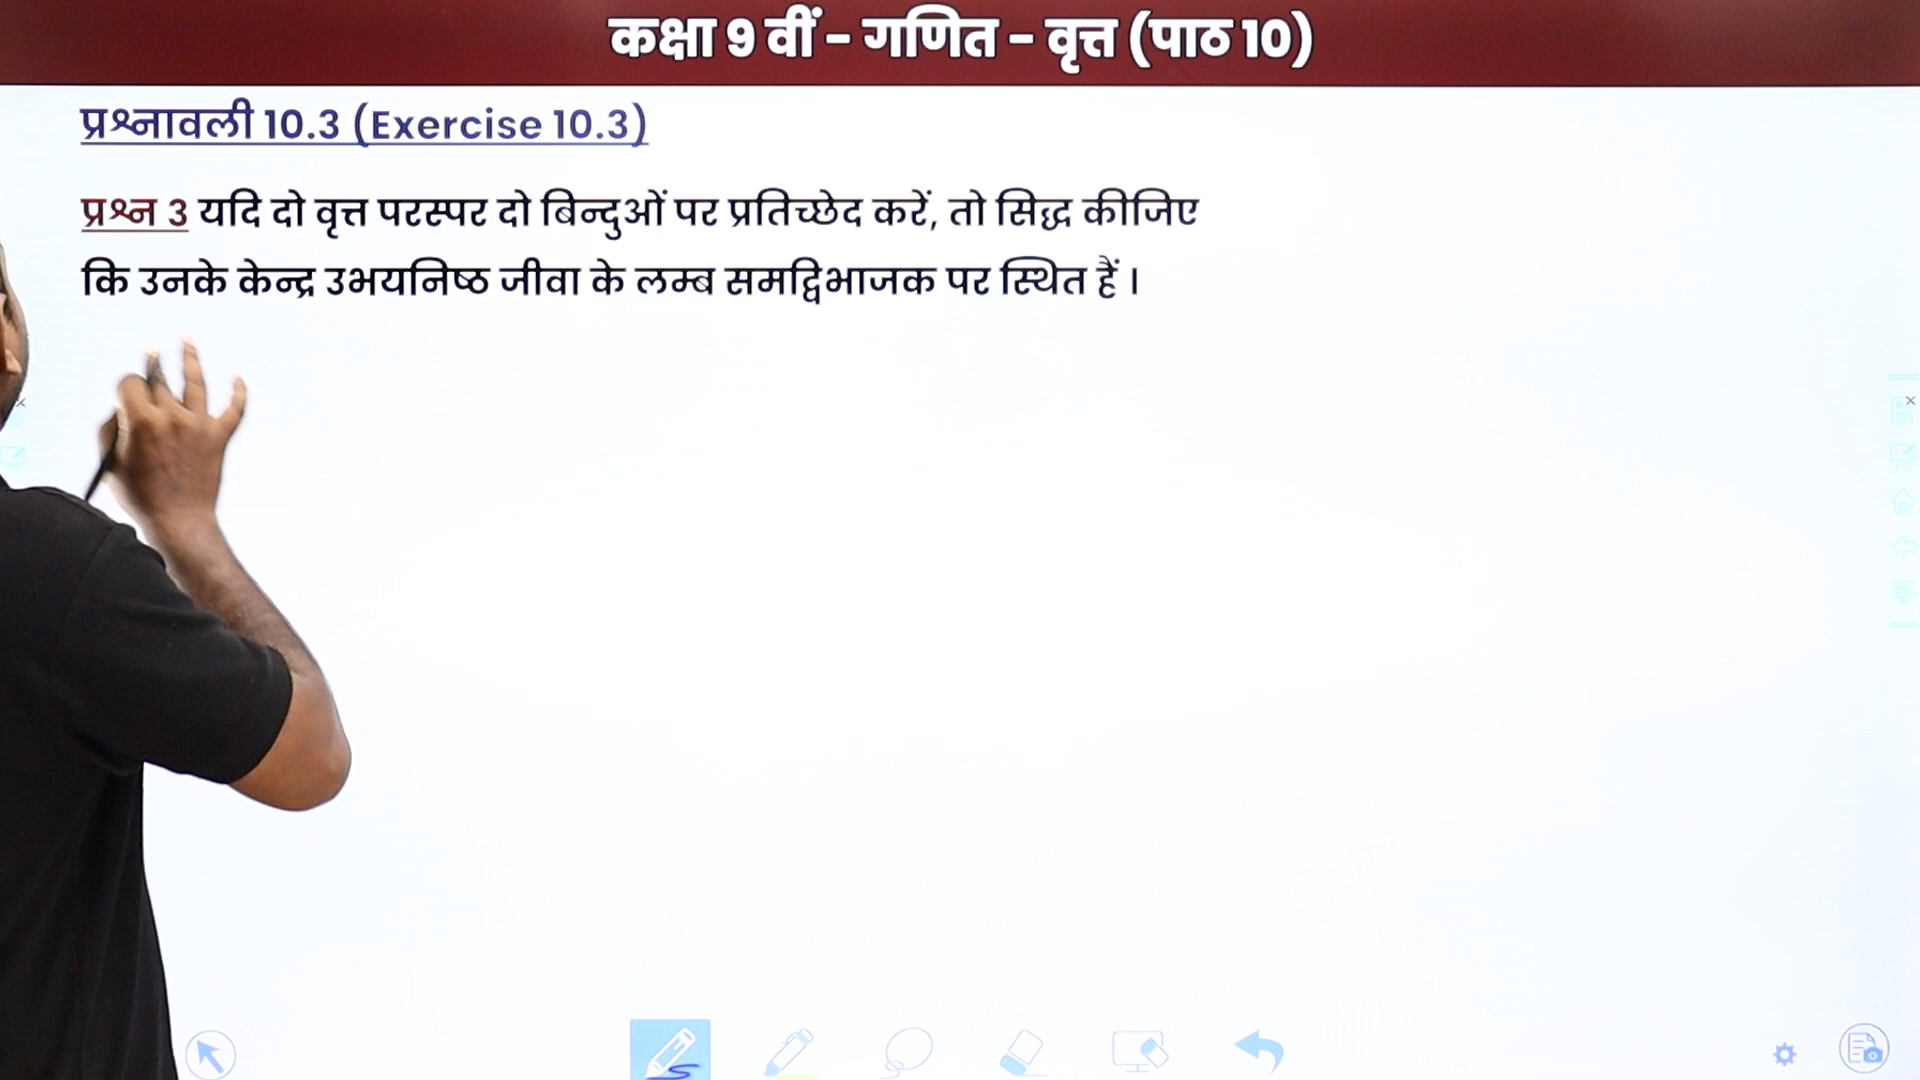 कक्षा 9 वीं - गणित - वृत्त (पाठ 10)
प्रश्नावली 10.3 (Exercise 10.3)
प्रश्न 3 यदि दो वृत्त परस्पर दो बिन्दुओं पर प्रतिच्छेद करें, तो सिद्ध कीजिए
कि उनके केन्द्र उभयनिष्ठ जीवा के लम्ब समद्विभाजक पर स्थित हैं ।